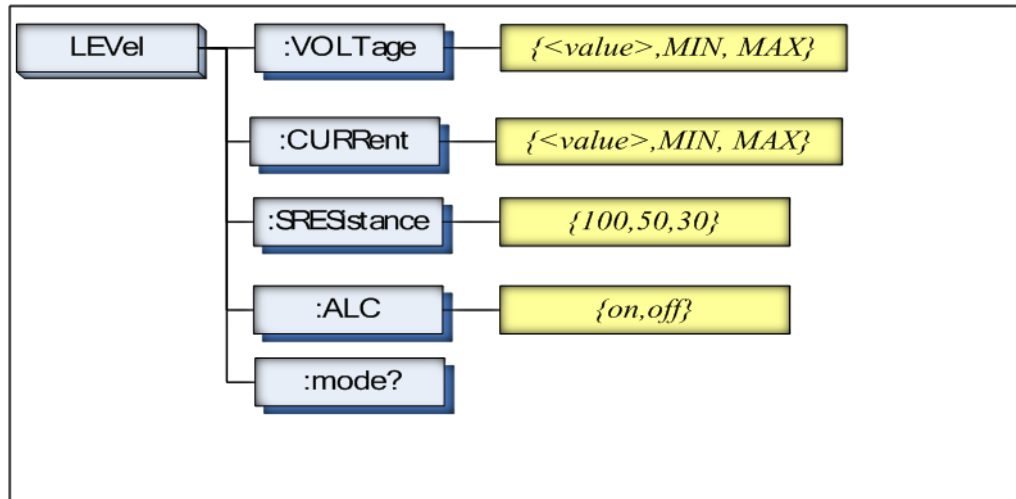 LEVel
:VOLTage
{<value>,MIN, MAX}
:CURRent
{<value>,MIN, MAX}
:SRESistance
{100,50,30}
:ALC
{on,off}
:mode?